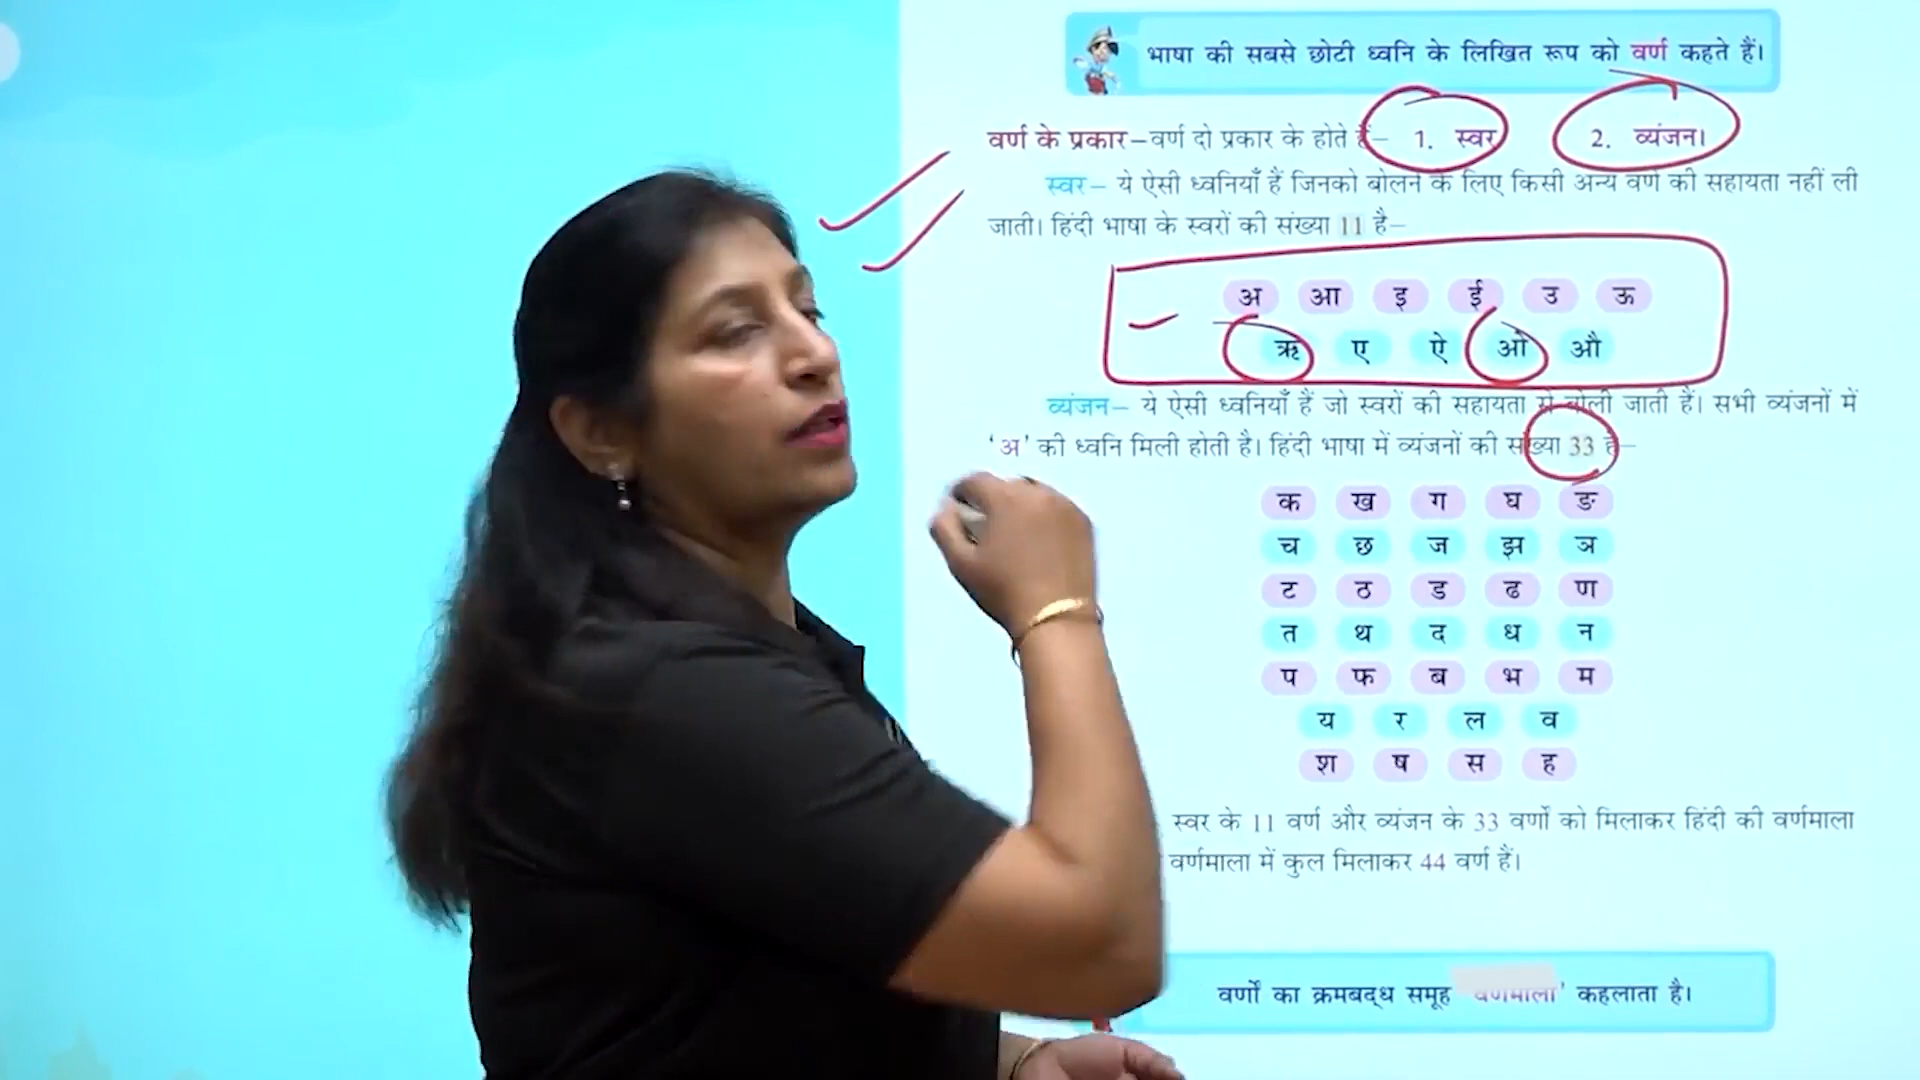 भाषा की सबसे छोटी ध्वनि के लिखित रूप को वर्ण कहते हैं।
वर्ण के प्रकार–वर्ण दो प्रकार के होते हैं– 1. स्वर 2. व्यंजन।
स्वर– ये ऐसी ध्वनियाँ हैं जिनको बोलने के लिए किसी अन्य वर्ण की सहायता नहीं ली
जाती। हिंदी भाषा के स्वरों की संख्या 11 है–
अ आ इ ई उ ऊ
ऋ ए ऐ ओ औ
व्यंजन– ये ऐसी ध्वनियाँ हैं जो स्वरों की सहायता से बोली जाती हैं। सभी व्यंजनों में
'अ' की ध्वनि मिली होती है। हिंदी भाषा में व्यंजनों की संख्या 33 है–
क ख ग घ ङ
च छ ज झ ञ
ट ठ ड ढ ण
त थ द ध न
प फ ब भ म
य र ल व
श ष स ह
स्वर के 11 वर्ण और व्यंजन के 33 वर्णों को मिलाकर हिंदी की वर्णमाला
वर्णमाला में कुल मिलाकर 44 वर्ण हैं।
वर्णों का क्रमबद्ध समूह 'वर्णमाला' कहलाता है।